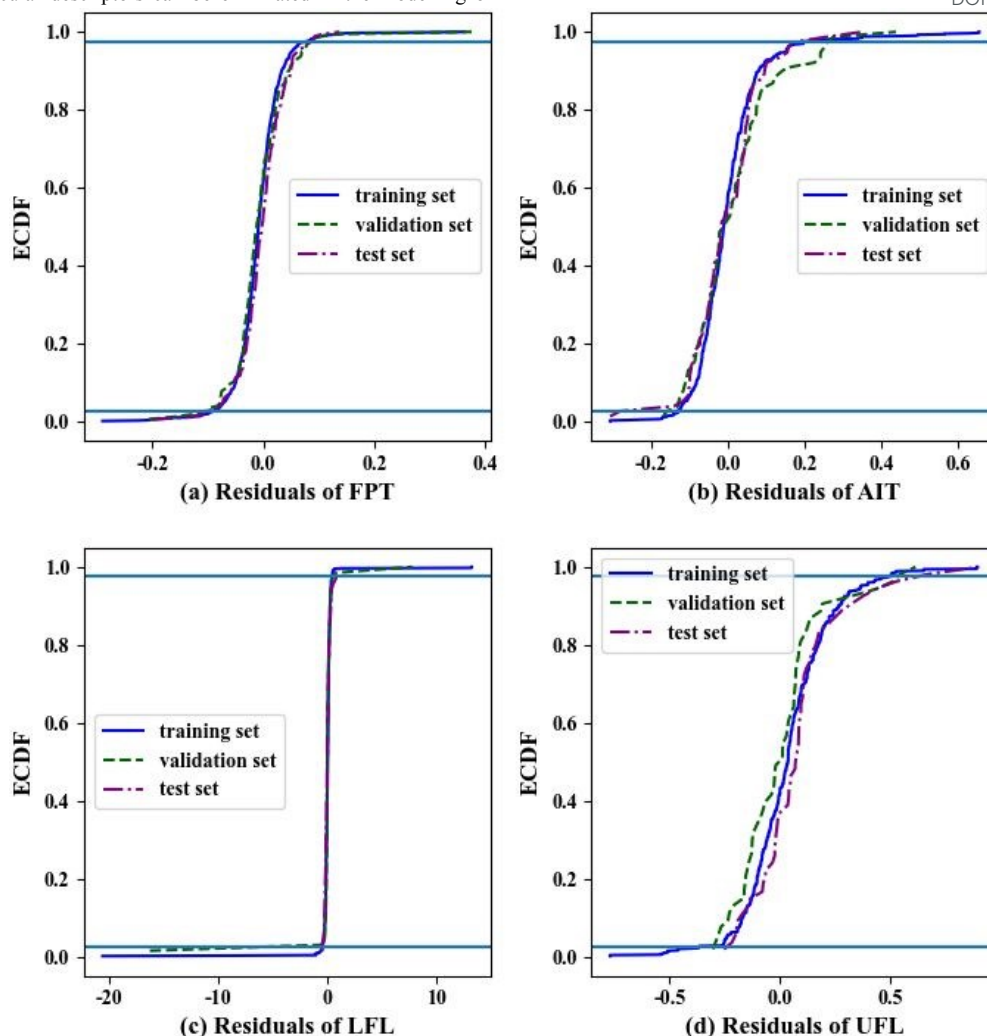 DOI
1.0
0.8
0.6
0.4
0.2
0.0
ECDF
training set
validation set
test set
-0.2
0.0
0.2
0.4
(a) Residuals of FPT
1.0
0.8
0.6
0.4
0.2
0.0
ECDF
training set
validation set
test set
-0.2
0.0
0.2
0.4
0.6
(b) Residuals of AIT
1.0
0.8
0.6
0.4
0.2
0.0
ECDF
training set
validation set
test set
-20
-10
0
10
(c) Residuals of LFL
1.0
0.8
0.6
0.4
0.2
0.0
ECDF
training set
validation set
test set
-0.5
0.0
0.5
(d) Residuals of UFL